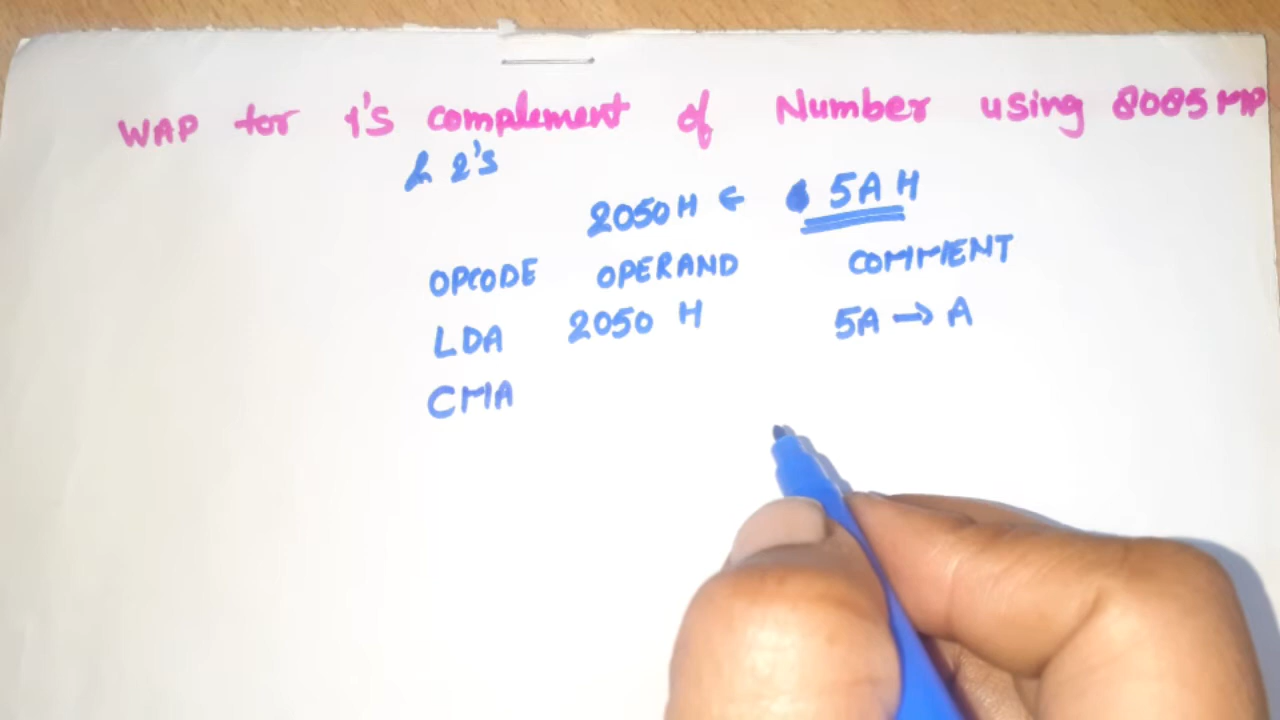 WAP for 1's complement of Number using 8085 MP
& 2's
2050 H ← 5A H
OPCODE OPERAND COMMENT
LDA 2050 H 5A → A
CMA